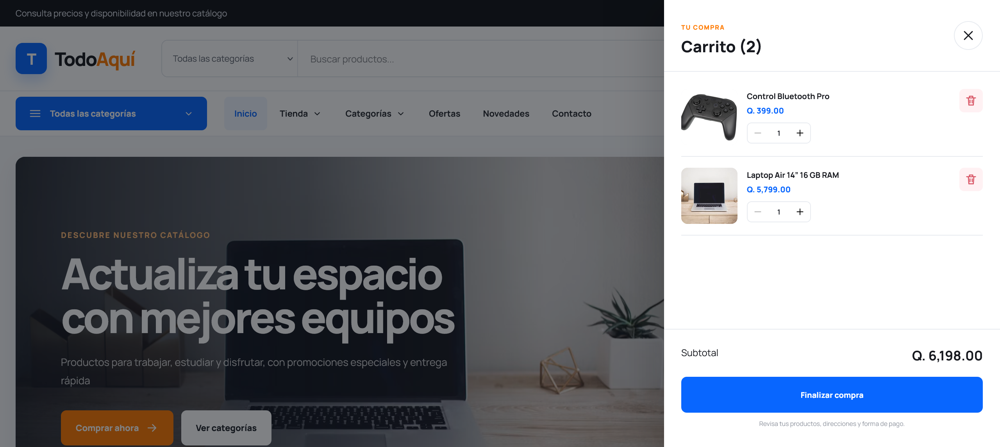 Consulta precios y disponibilidad en nuestro catálogo
T TodoAquí
Todas las categorías
Buscar productos...
Todas las categorías
Inicio
Tienda
Categorías
Ofertas
Novedades
Contacto
DESCUBRE NUESTRO CATÁLOGO
Actualiza tu espacio
con mejores equipos
Productos para trabajar, estudiar y disfrutar, con promociones especiales y entrega
rápida
Comprar ahora
Ver categorías
TU COMPRA
Carrito (2)
Control Bluetooth Pro
Q. 399.00
1
Laptop Air 14” 16 GB RAM
Q. 5,799.00
1
Subtotal
Q. 6,198.00
Finalizar compra
Revisa tus productos, direcciones y forma de pago.